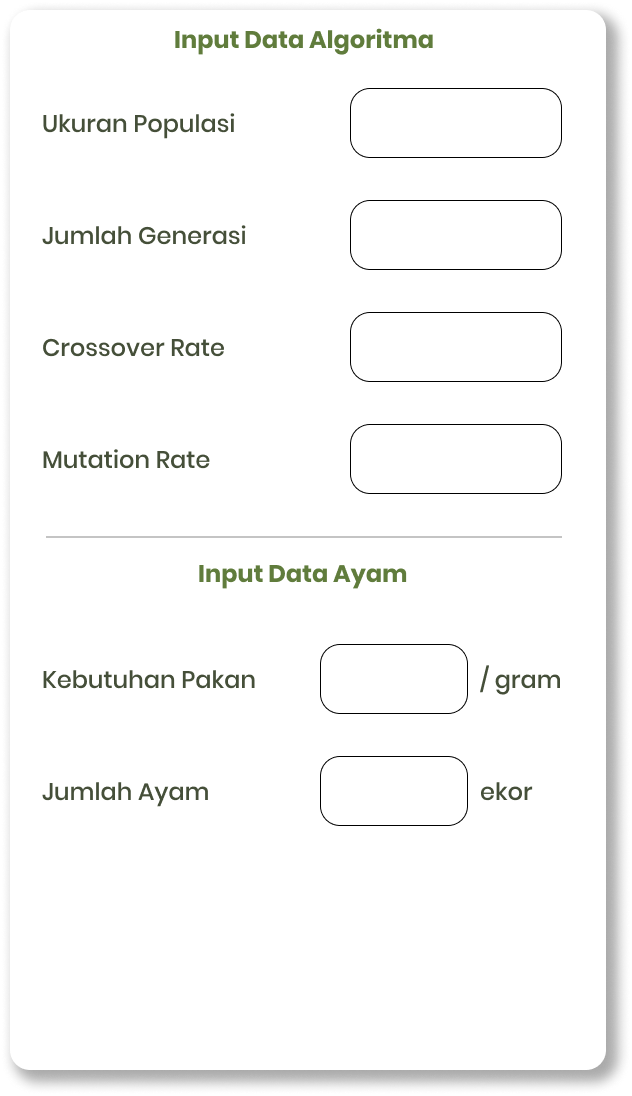 Input Data Algoritma
Ukuran Populasi
Jumlah Generasi
Crossover Rate
Mutation Rate
Input Data Ayam
Kebutuhan Pakan / gram
Jumlah Ayam ekor